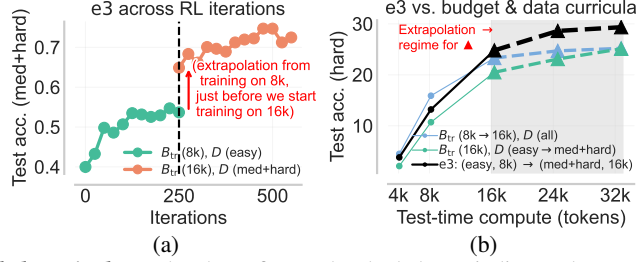 e3 across RL iterations
Test acc. (med+hard)
0.7
0.6
0.5
0.4
(extrapolation from
training on 8k,
just before we start
training on 16k)
B_tr (8k), D (easy)
B_tr (16k), D (med+hard)
0 250 500
Iterations
(a)
e3 vs. budget & data curricula
Test acc. (hard)
30
20
10
Extrapolation →
regime for ▲
B_tr (8k→16k), D (all)
B_tr (16k), D (easy→med+hard)
e3: (easy, 8k) → (med+hard, 16k)
4k 8k 16k 24k 32k
Test-time compute (tokens)
(b)